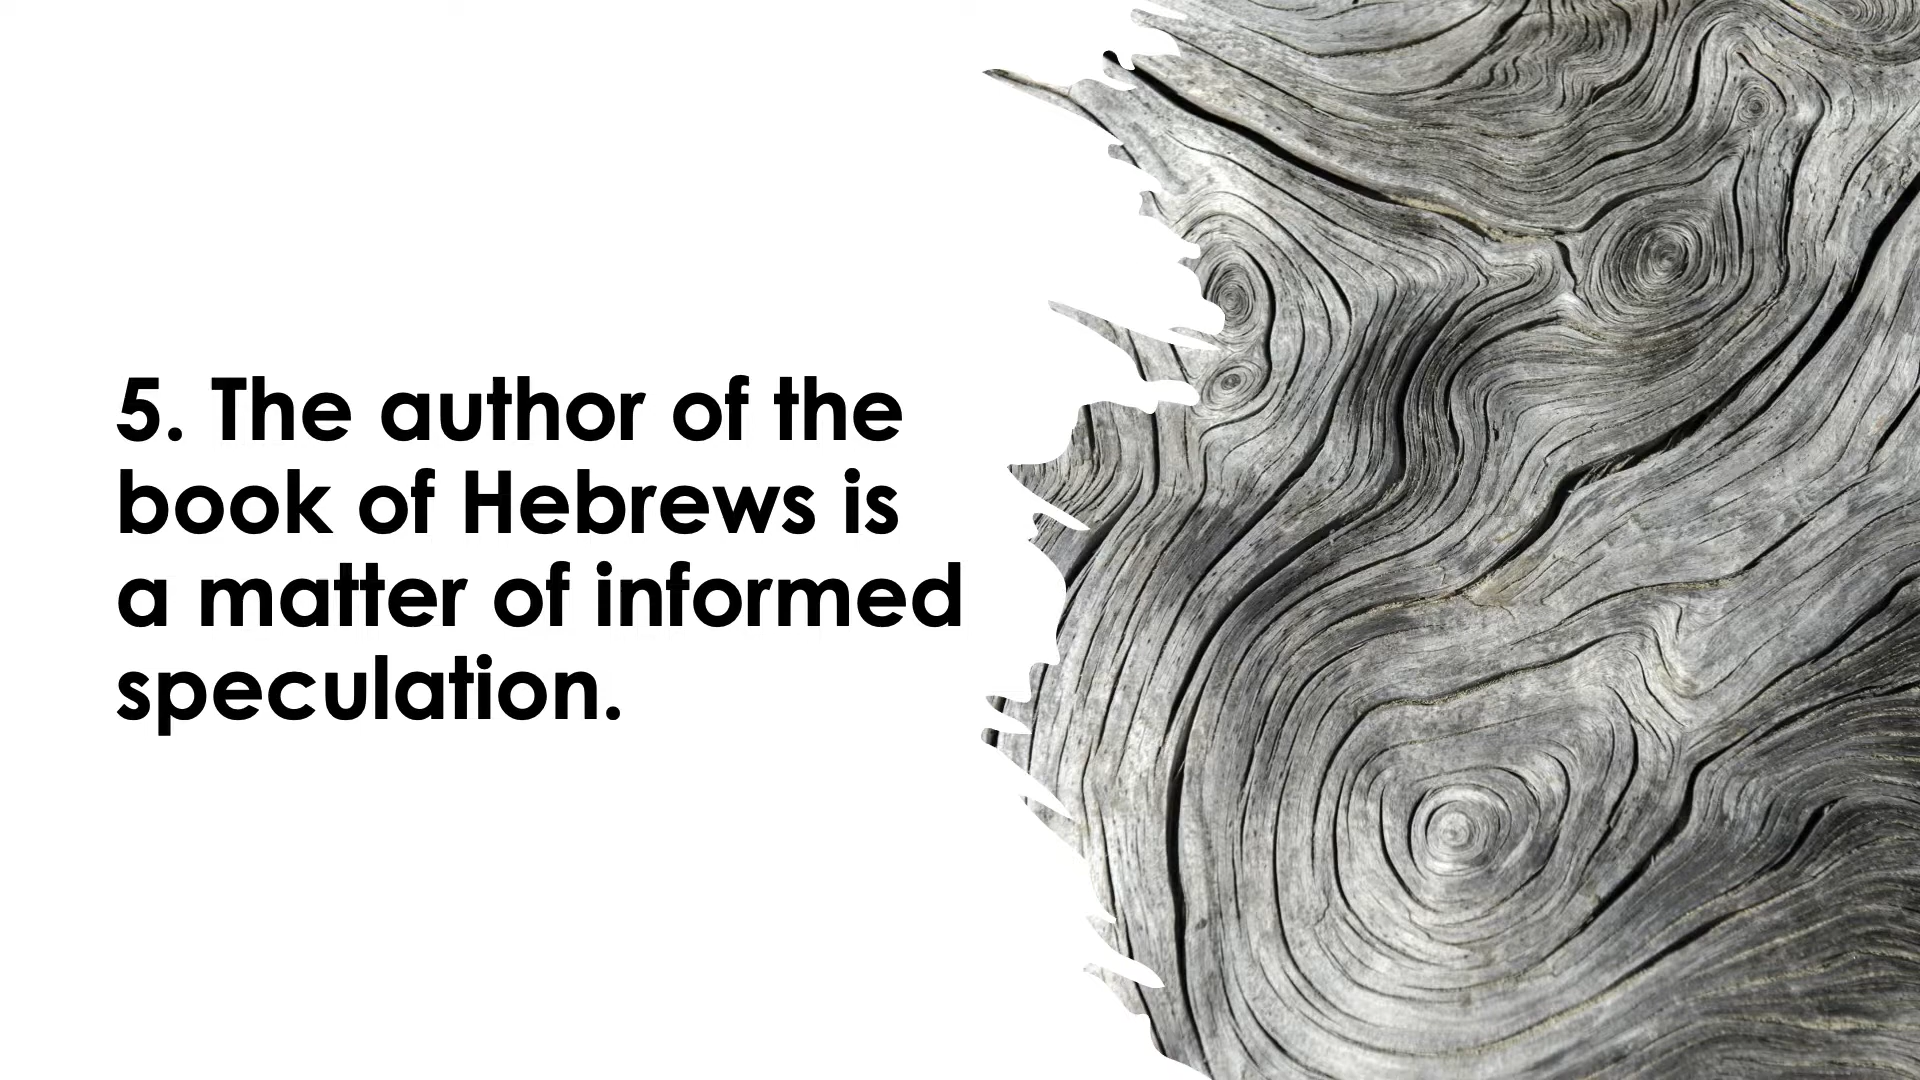 5. The author of the
book of Hebrews is
a matter of informed
speculation.